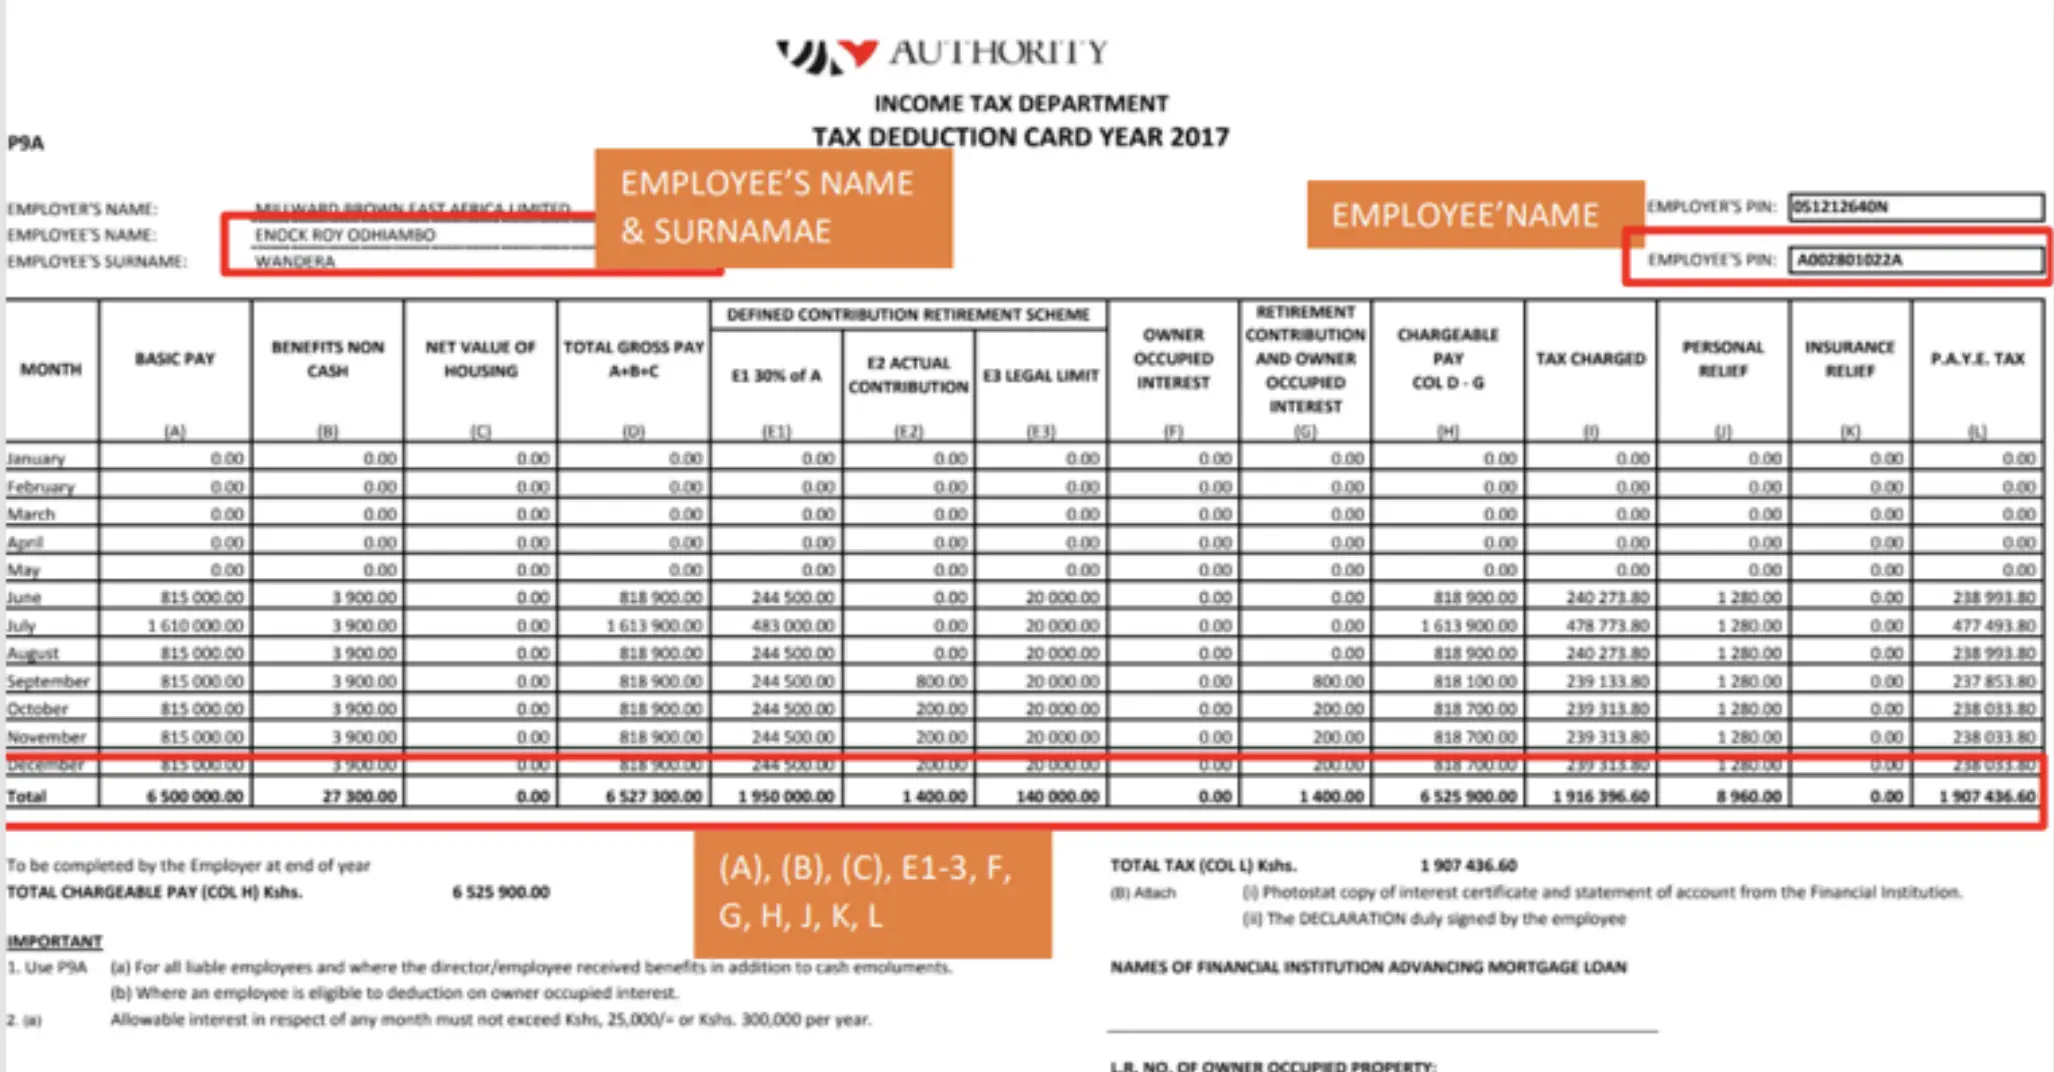 AUTHORITY
INCOME TAX DEPARTMENT
TAX DEDUCTION CARD YEAR 2017
P9A
EMPLOYEE'S NAME
& SURNAMAE
EMPLOYEE'NAME
EMPLOYER'S NAME: MILLWARD BROWN EAST AFRICA LIMITED
EMPLOYER'S PIN: 051212640N
EMPLOYEE'S NAME: ENOCK ROY ODHIAMBO
EMPLOYEE'S SURNAME: WANDERA
EMPLOYEE'S PIN: A002801022A
MONTH
BASIC PAY
(A)
BENEFITS NON
CASH
(B)
NET VALUE OF
HOUSING
(C)
TOTAL GROSS PAY
A+B+C
(D)
DEFINED CONTRIBUTION RETIREMENT SCHEME
E1 30% of A
(E1)
E2 ACTUAL
CONTRIBUTION
(E2)
E3 LEGAL LIMIT
(E3)
OWNER
OCCUPIED
INTEREST
(F)
RETIREMENT
CONTRIBUTION
AND OWNER
OCCUPIED
INTEREST
(G)
CHARGEABLE
PAY
COL D - G
(H)
TAX CHARGED
(I)
PERSONAL
RELIEF
(J)
INSURANCE
RELIEF
(K)
P.A.Y.E. TAX
(L)
January 0.00 0.00 0.00 0.00 0.00 0.00 0.00 0.00 0.00 0.00 0.00 0.00 0.00 0.00
February 0.00 0.00 0.00 0.00 0.00 0.00 0.00 0.00 0.00 0.00 0.00 0.00 0.00 0.00
March 0.00 0.00 0.00 0.00 0.00 0.00 0.00 0.00 0.00 0.00 0.00 0.00 0.00 0.00
April 0.00 0.00 0.00 0.00 0.00 0.00 0.00 0.00 0.00 0.00 0.00 0.00 0.00 0.00
May 0.00 0.00 0.00 0.00 0.00 0.00 0.00 0.00 0.00 0.00 0.00 0.00 0.00 0.00
June 815 000.00 3 900.00 0.00 818 900.00 244 500.00 0.00 20 000.00 0.00 0.00 818 900.00 240 273.80 1 280.00 0.00 238 993.80
July 1 610 000.00 3 900.00 0.00 1 613 900.00 483 000.00 0.00 20 000.00 0.00 0.00 1 613 900.00 478 773.80 1 280.00 0.00 477 493.80
August 815 000.00 3 900.00 0.00 818 900.00 244 500.00 0.00 20 000.00 0.00 0.00 818 900.00 240 273.80 1 280.00 0.00 238 993.80
September 815 000.00 3 900.00 0.00 818 900.00 244 500.00 800.00 20 000.00 0.00 800.00 818 100.00 239 133.80 1 280.00 0.00 237 853.80
October 815 000.00 3 900.00 0.00 818 900.00 244 500.00 200.00 20 000.00 0.00 200.00 818 700.00 239 313.80 1 280.00 0.00 238 033.80
November 815 000.00 3 900.00 0.00 818 900.00 244 500.00 200.00 20 000.00 0.00 200.00 818 700.00 239 313.80 1 280.00 0.00 238 033.80
December 815 000.00 3 900.00 0.00 818 900.00 244 500.00 200.00 20 000.00 0.00 200.00 818 700.00 239 313.80 1 280.00 0.00 238 033.80
Total 6 500 000.00 27 300.00 0.00 6 527 300.00 1 950 000.00 1 400.00 140 000.00 0.00 1 400.00 6 525 900.00 1 916 396.60 8 960.00 0.00 1 907 436.60
(A), (B), (C), E1-3, F,
G, H, J, K, L
To be completed by the Employer at end of year
TOTAL CHARGEABLE PAY (COL H) Kshs. 6 525 900.00
IMPORTANT
1. Use P9A (a) For all liable employees and where the director/employee received benefits in addition to cash emoluments.
(b) Where an employee is eligible to deduction on owner occupied interest.
2. (a) Allowable interest in respect of any month must not exceed Kshs, 25,000/= or Kshs. 300,000 per year.
TOTAL TAX (COL L) Kshs. 1 907 436.60
(B) Attach (i) Photostat copy of interest certificate and statement of account from the Financial Institution.
(ii) The DECLARATION duly signed by the employee
NAMES OF FINANCIAL INSTITUTION ADVANCING MORTGAGE LOAN
L.R. NO. OF OWNER OCCUPIED PROPERTY: